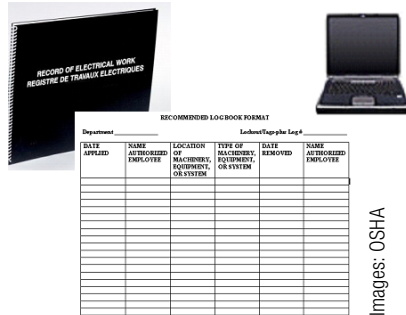 RECORD OF ELECTRICAL WORK
REGISTRE DE TRAVAUX ELECTRIQUES
RECOMMENDED LOG BOOK FORMAT
Department Lockout/Tags-plus Log #
DATE APPLIED
NAME AUTHORIZED EMPLOYEE
LOCATION OF MACHINERY, EQUIPMENT, OR SYSTEM
TYPE OF MACHINERY, EQUIPMENT, OR SYSTEM
DATE REMOVED
NAME AUTHORIZED EMPLOYEE
Images: OSHA